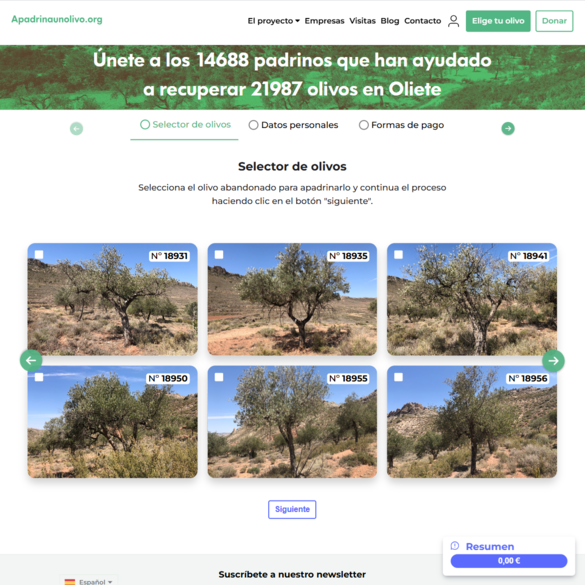 Apadrinaunolivo.org
El proyecto Empresas Visitas Blog Contacto Elige tu olivo Donar
Únete a los 14688 padrinos que han ayudado
a recuperar 21987 olivos en Oliete
Selector de olivos Datos personales Formas de pago
Selector de olivos
Selecciona el olivo abandonado para apadrinarlo y continua el proceso
haciendo clic en el botón "siguiente".
Nº 18931 Nº 18935 Nº 18941
Nº 18950 Nº 18955 Nº 18956
Siguiente
Resumen
0,00 €
Suscríbete a nuestro newsletter
Español